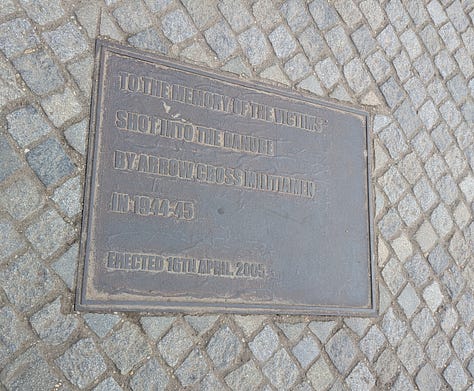 TO THE MEMORY OF THE VICTIMS
SHOT INTO THE DANUBE
BY ARROW CROSS MILITIAMEN
IN 1944-45
ERECTED 16TH APRIL, 2005